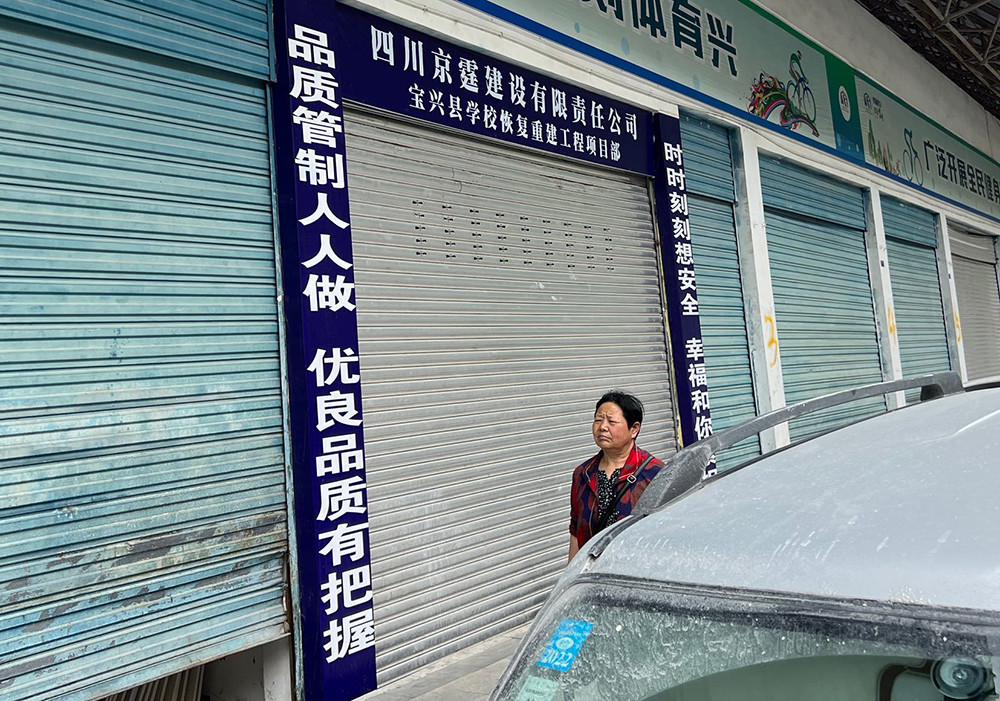 品质管制人人做 优良品质有把握
四川京霆建设有限责任公司
宝兴县学校恢复重建工程项目部
时时刻刻想安全 幸福和你
体育兴
广泛开展全民健
3
4
5
2022